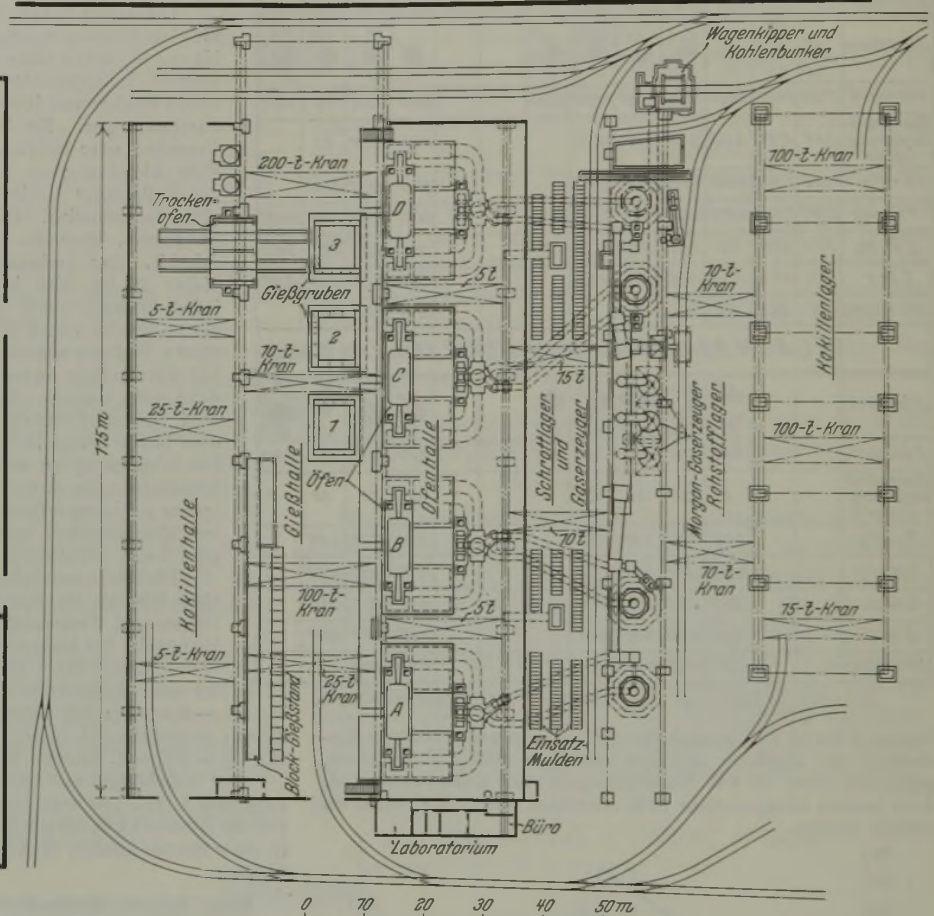 Wagenkipper und
Kohlenbunker
200-t-Kran
100-t-Kran
Trocken=
ofen
D
3
Gießgruben
5 t
70-t-
Kran
5-t-Kran
2
10-t-
Kran
C
15 t
Kokillenlager
115 m
25-t-Kran
1
Gießhalle
Öfen
Ofenhalle
Schrottlager
und
Gaserzeuger
Morgan-Gaserzeuger
Rohstofflager
100-t-Kran
Kokillenhalle
B
10 t
10-t-
Kran
100-t-
Kran
5 t
15-t-Kran
5-t-Kran
25-t-
Kran
A
Block-Gießstand
Einsatz-
Mulden
Büro
Laboratorium
0 10 20 30 40 50 m